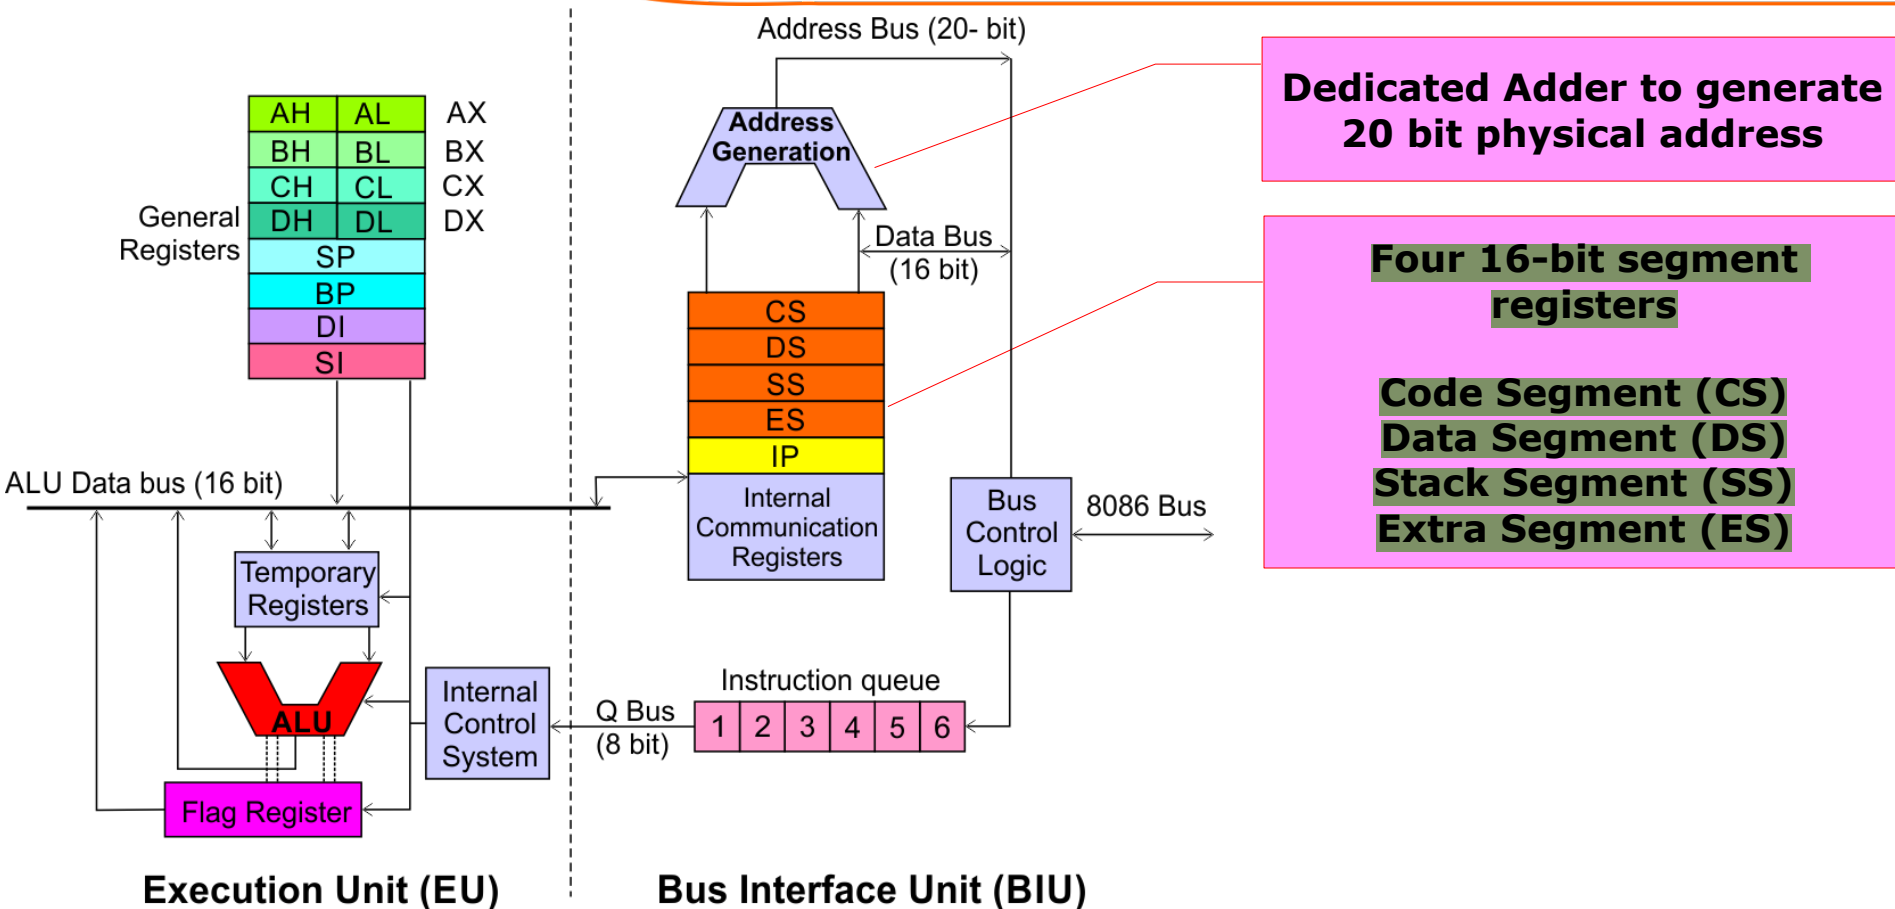 Address Bus (20- bit)
Dedicated Adder to generate
20 bit physical address
AH AL AX
BH BL BX
CH CL CX
DH DL DX
General
Registers
SP
BP
DI
SI
Address
Generation
Data Bus
(16 bit)
Four 16-bit segment
registers
Code Segment (CS)
Data Segment (DS)
Stack Segment (SS)
Extra Segment (ES)
CS
DS
SS
ES
IP
Internal
Communication
Registers
ALU Data bus (16 bit)
Bus
Control
Logic
8086 Bus
Temporary
Registers
ALU
Internal
Control
System
Q Bus
(8 bit)
Instruction queue
1 2 3 4 5 6
Flag Register
Execution Unit (EU)
Bus Interface Unit (BIU)